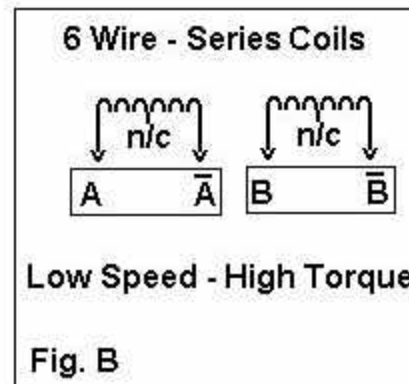 6 Wire - Series Coils
n/c n/c
A A̅ B B̅
Low Speed - High Torque
Fig. B